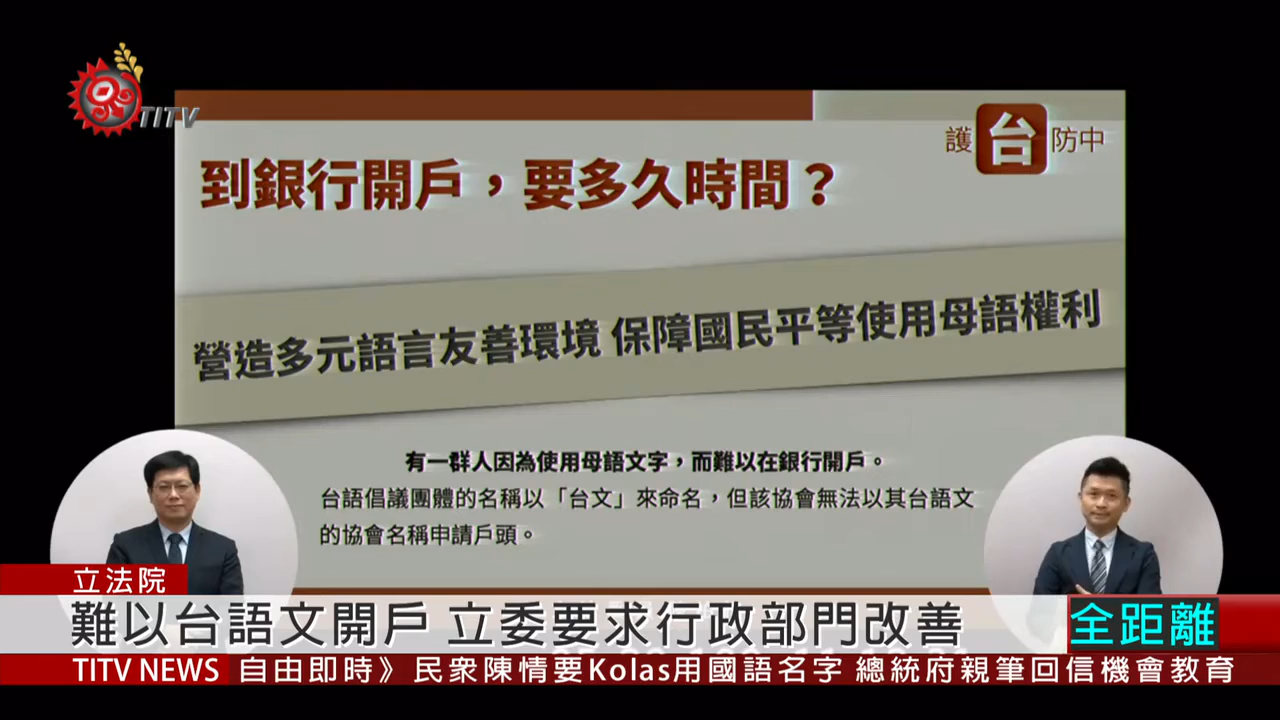 TITV
護台防中
到銀行開戶，要多久時間？
營造多元語言友善環境 保障國民平等使用母語權利
有一群人因為使用母語文字，而難以在銀行開戶。
台語倡議團體的名稱以「台文」來命名，但該協會無法以其台語文
的協會名稱申請戶頭。
立法院
難以台語文開戶 立委要求行政部門改善
全距離
TITV NEWS 自由即時》民眾陳情要Kolas用國語名字 總統府親筆回信機會教育